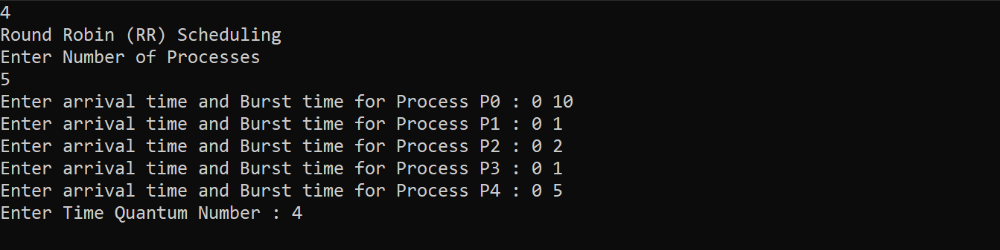 4
Round Robin (RR) Scheduling
Enter Number of Processes
5
Enter arrival time and Burst time for Process P0 : 0 10
Enter arrival time and Burst time for Process P1 : 0 1
Enter arrival time and Burst time for Process P2 : 0 2
Enter arrival time and Burst time for Process P3 : 0 1
Enter arrival time and Burst time for Process P4 : 0 5
Enter Time Quantum Number : 4